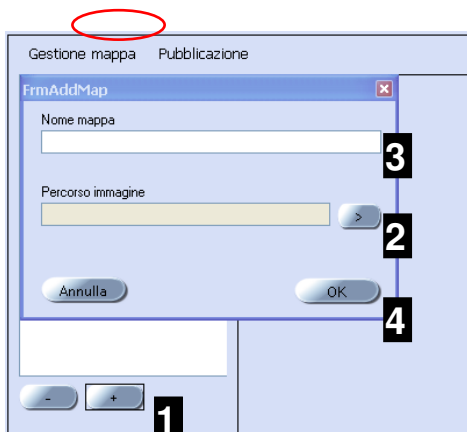 Gestione mappa Pubblicazione
FrmAddMap
Nome mappa
3
Percorso immagine
>
2
Annulla OK
4
- +
1